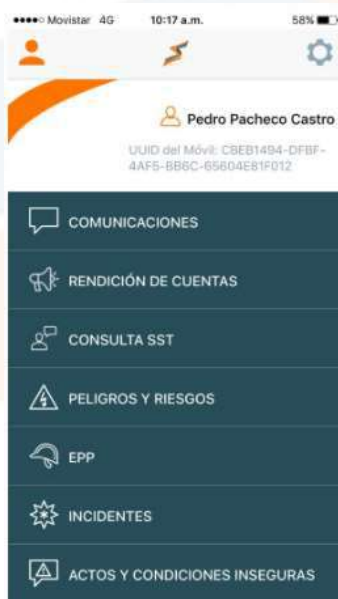 Movistar 4G 10:17 a.m. 58%
Pedro Pacheco Castro
UUID del Móvil: CBEB1494-DFBF-
4AF5-BB6C-65604E81F012
COMUNICACIONES
RENDICIÓN DE CUENTAS
CONSULTA SST
PELIGROS Y RIESGOS
EPP
INCIDENTES
ACTOS Y CONDICIONES INSEGURAS